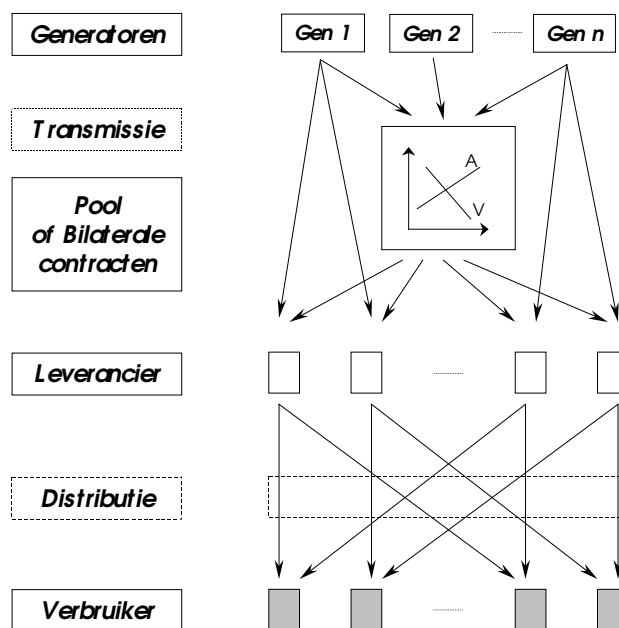 Generatoren
Gen 1
Gen 2
Gen n
Transmissie
A
V
Pool
of Bilaterale
contracten
Leverancier
Distributie
Verbruiker